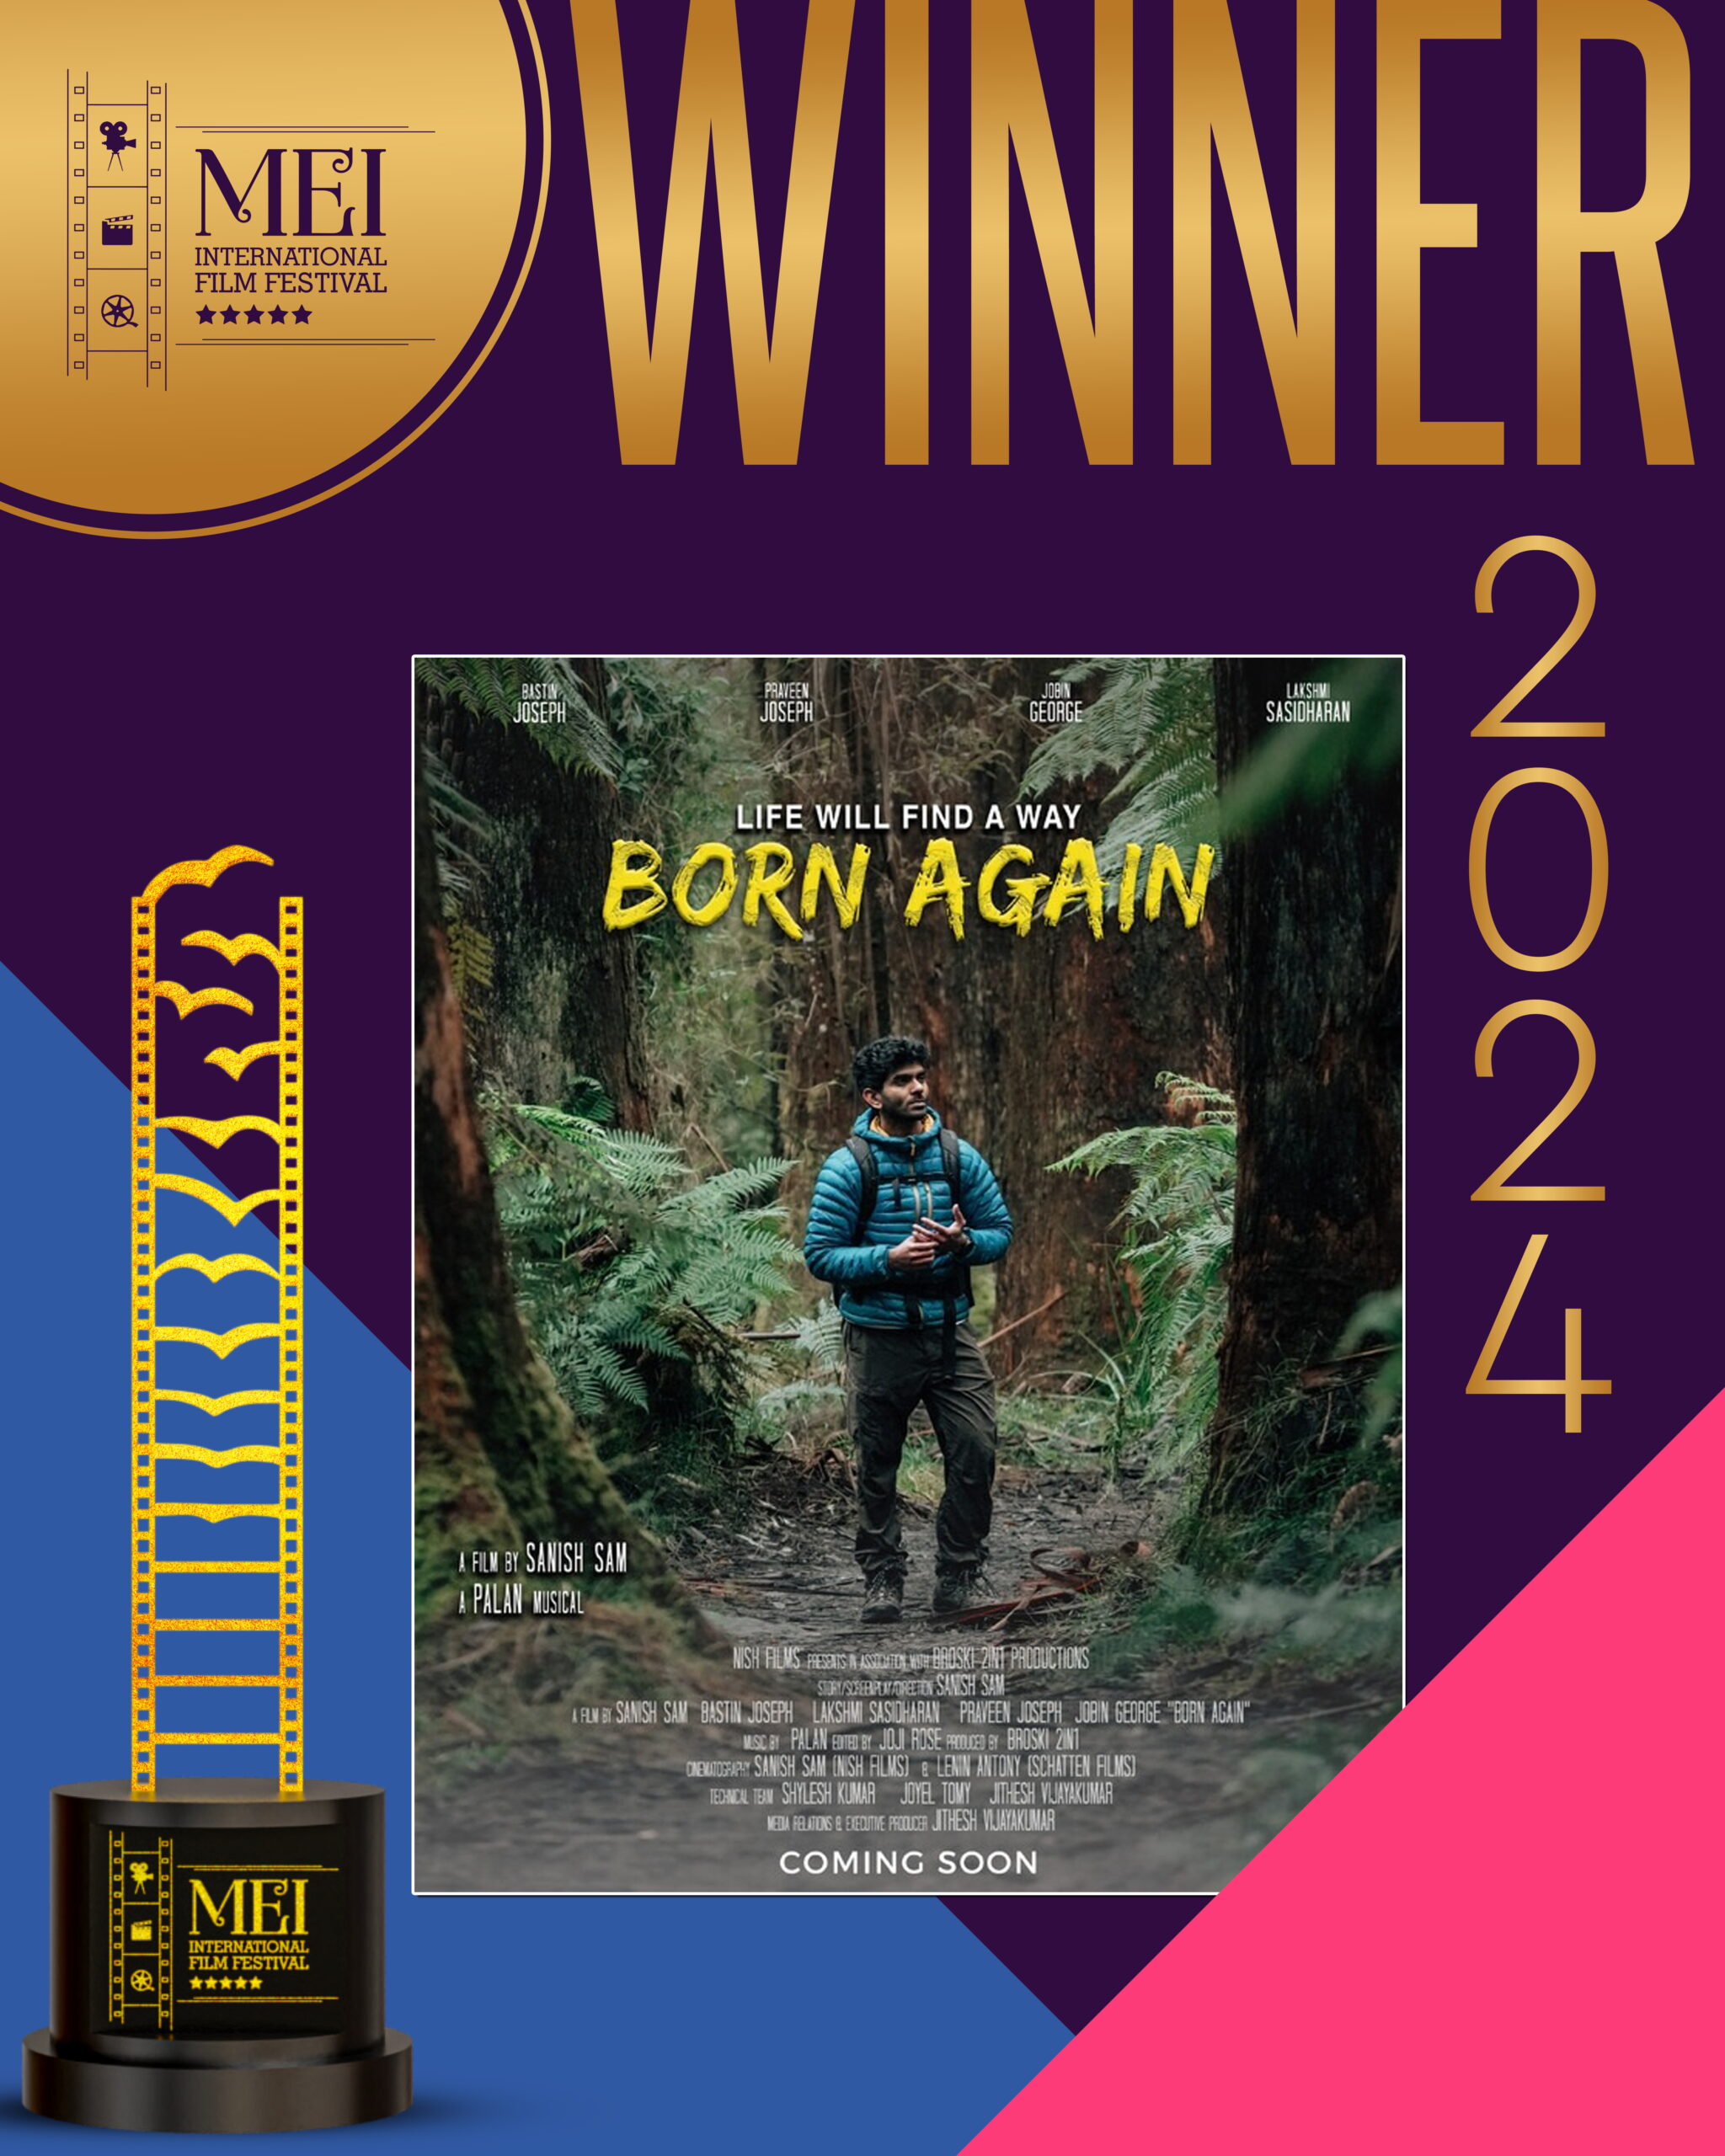 WINNER
MEI
INTERNATIONAL
FILM FESTIVAL
2024
BASTIN
JOSEPH
PRAVEEN
JOSEPH
JOBIN
GEORGE
LAKSHMI
SASIDHARAN
LIFE WILL FIND A WAY
BORN AGAIN
A FILM BY SANISH SAM
A PALAN MUSICAL
NISH FILMS PRESENTS IN ASSOCIATION WITH BROSKI 2IN1 PRODUCTIONS
STORY/SCREENPLAY/DIRECTION SANISH SAM
A FILM BY SANISH SAM BASTIN JOSEPH LAKSHMI SASIDHARAN PRAVEEN JOSEPH JOBIN GEORGE "BORN AGAIN"
MUSIC BY PALAN EDITED BY JOJI ROSE PRODUCED BY BROSKI 2IN1
CINEMATOGRAPHY SANISH SAM (NISH FILMS) & LENIN ANTONY (SCHATTEN FILMS)
TECHNICAL TEAM SHYLESH KUMAR JOYEL TOMY JITHESH VIJAYAKUMAR
MEDIA RELATIONS & EXECUTIVE PRODUCER JITHESH VIJAYAKUMAR
COMING SOON
MEI
INTERNATIONAL
FILM FESTIVAL